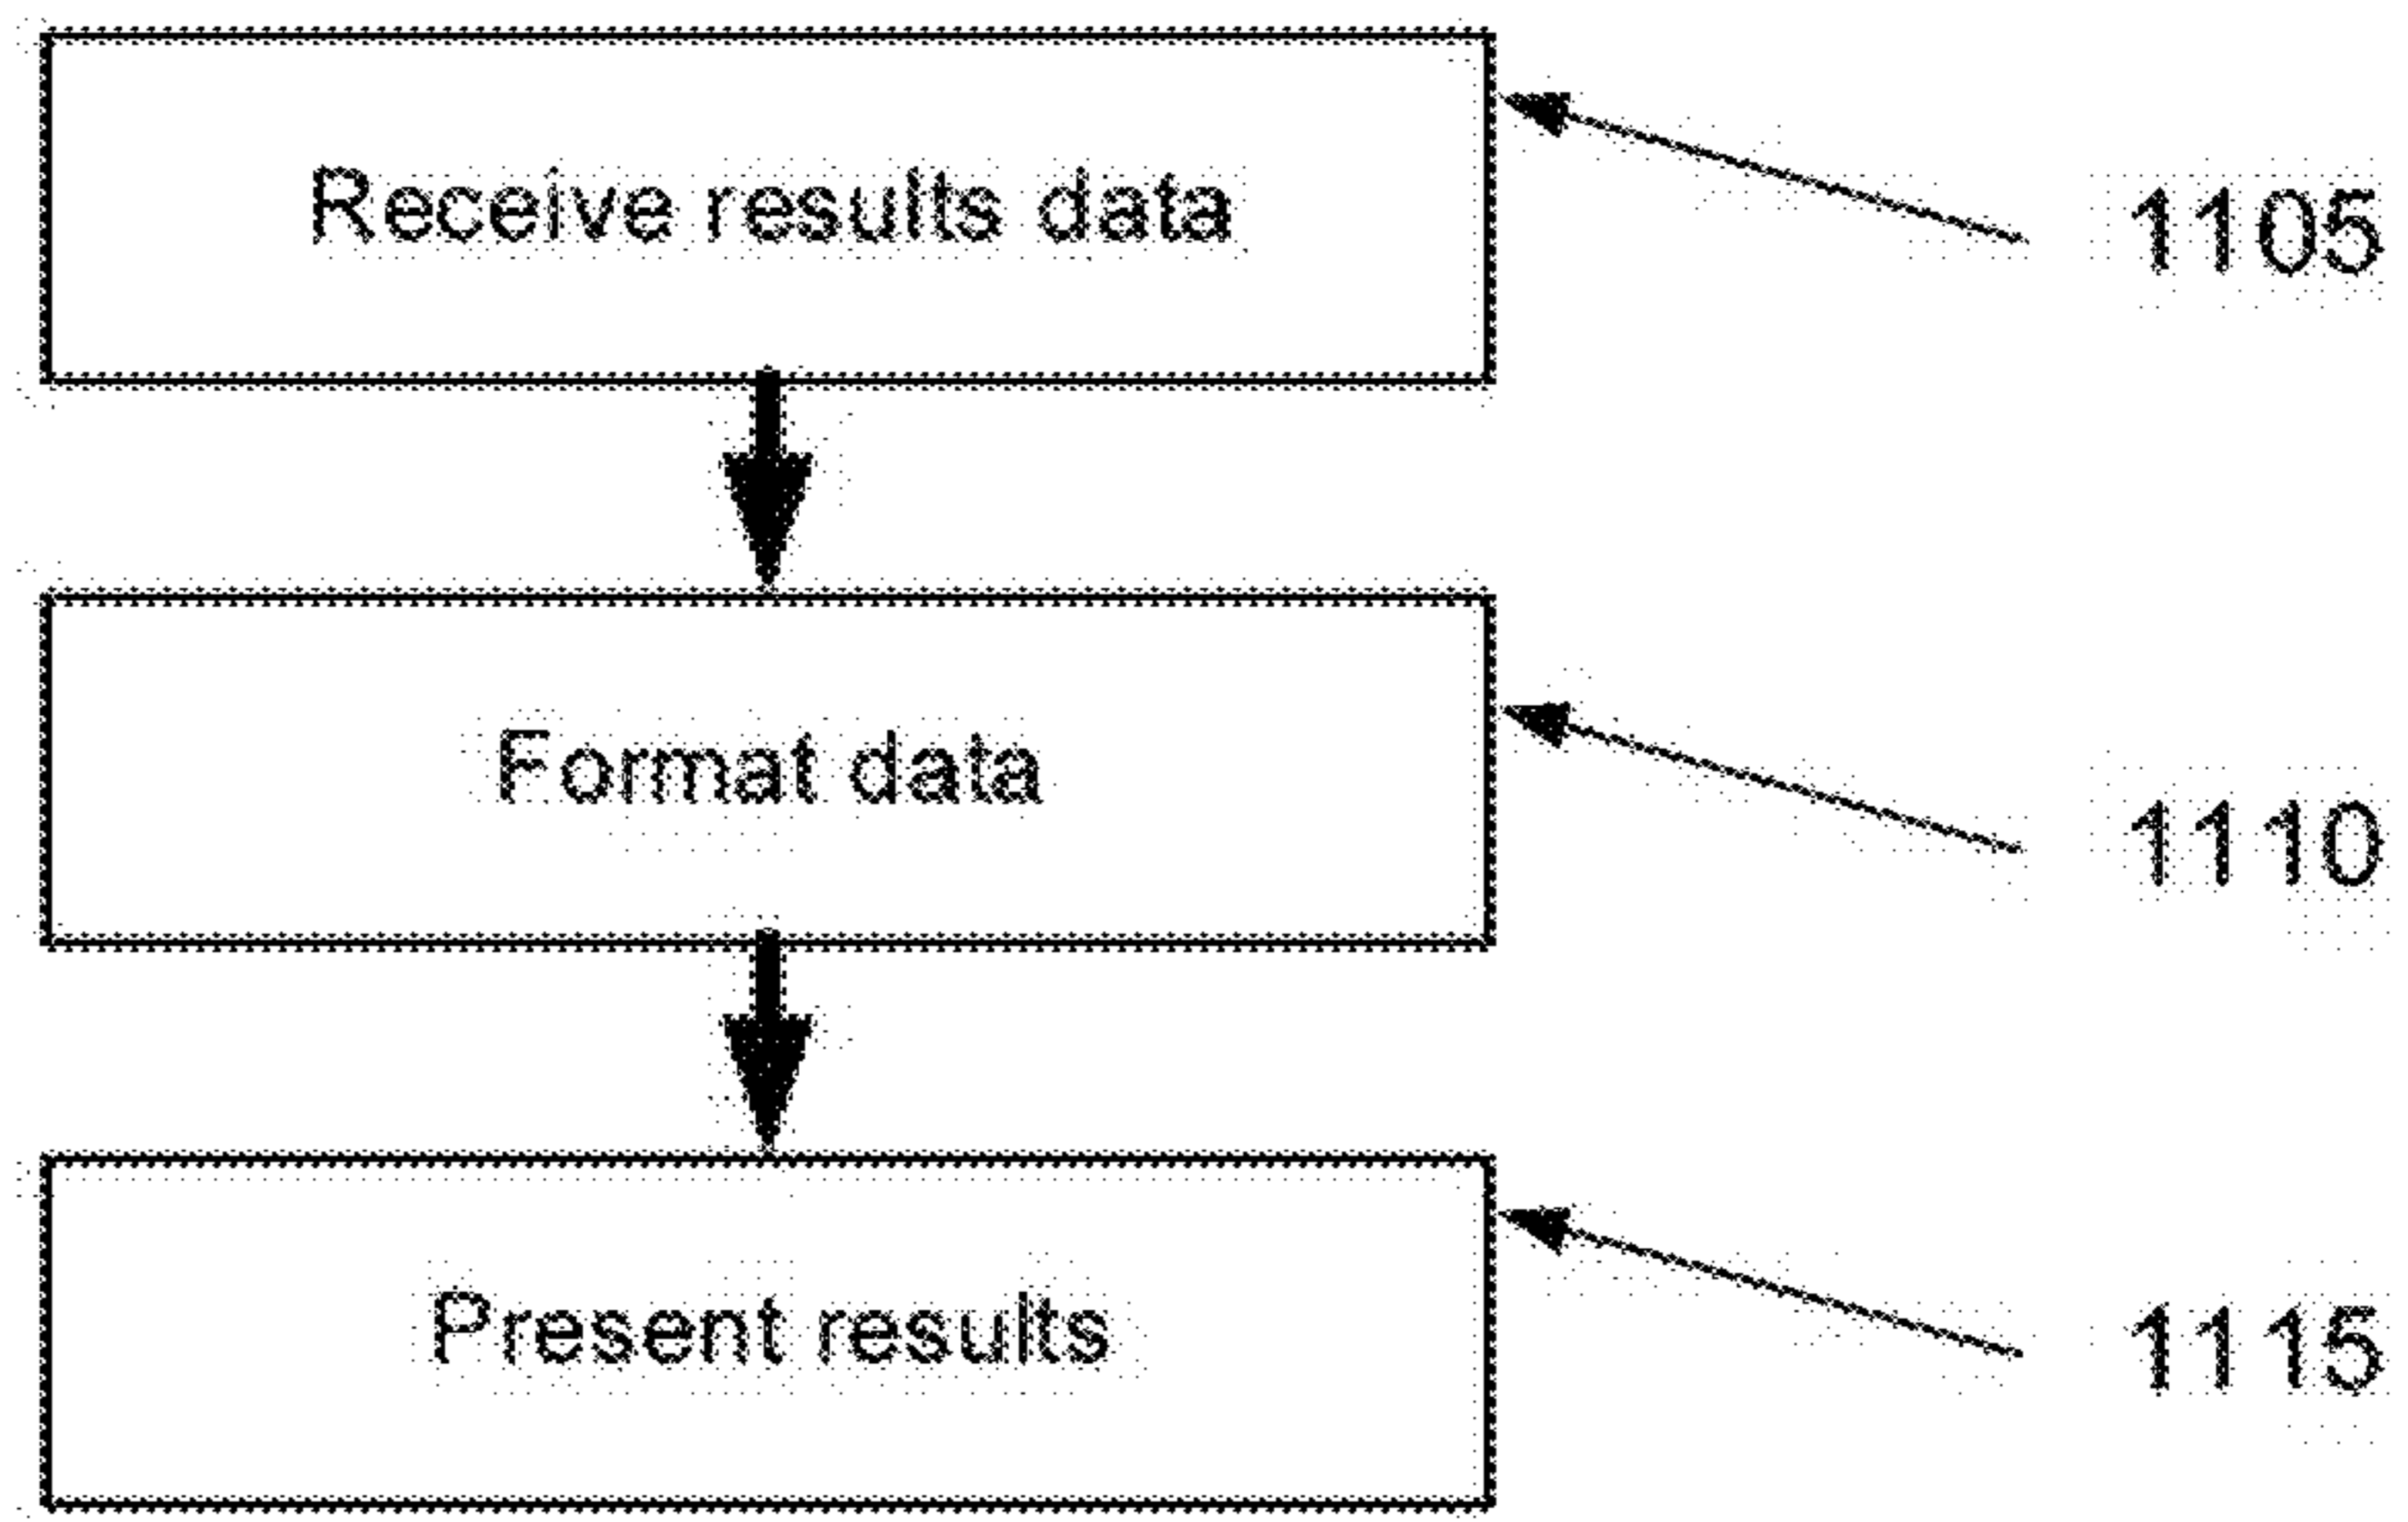 Receive results data
1105
Format data
1110
Present results
1115